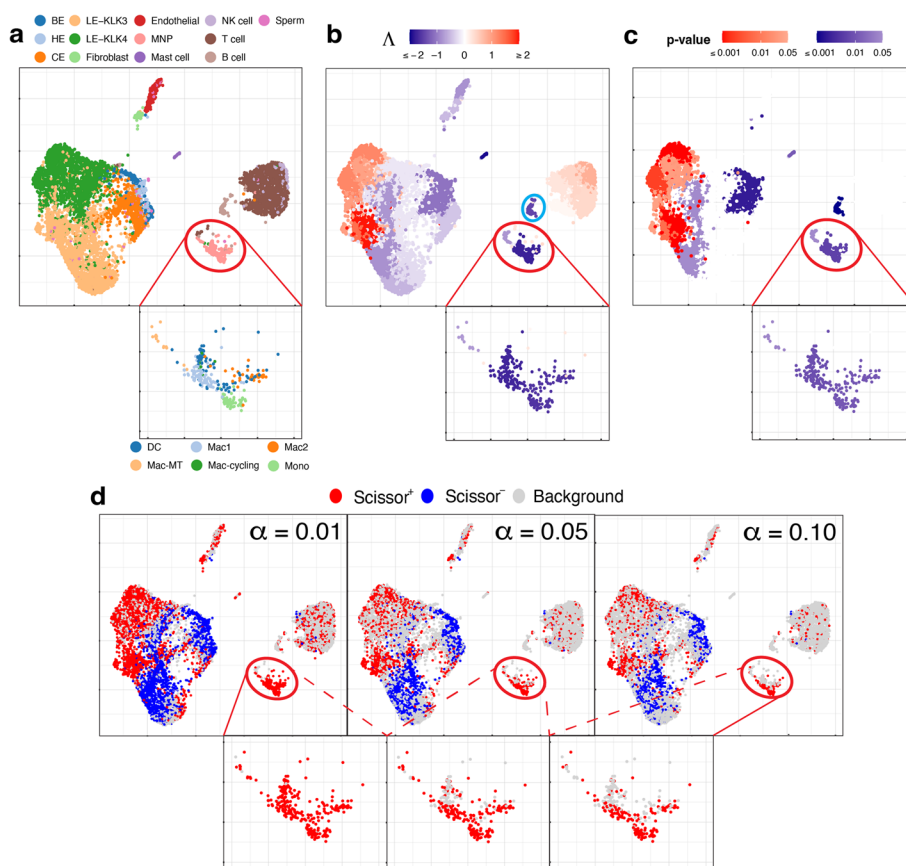 BE LE−KLK3 Endothelial NK cell Sperm
HE LE−KLK4 MNP T cell
CE Fibroblast Mast cell B cell
a
b
Λ
≤−2 −1 0 1 ≥2
c
p-value
≤0.001 0.01 0.05 ≤0.001 0.01 0.05
DC Mac1 Mac2
Mac−MT Mac−cycling Mono
d
Scissor+ Scissor− Background
α = 0.01 α = 0.05 α = 0.10